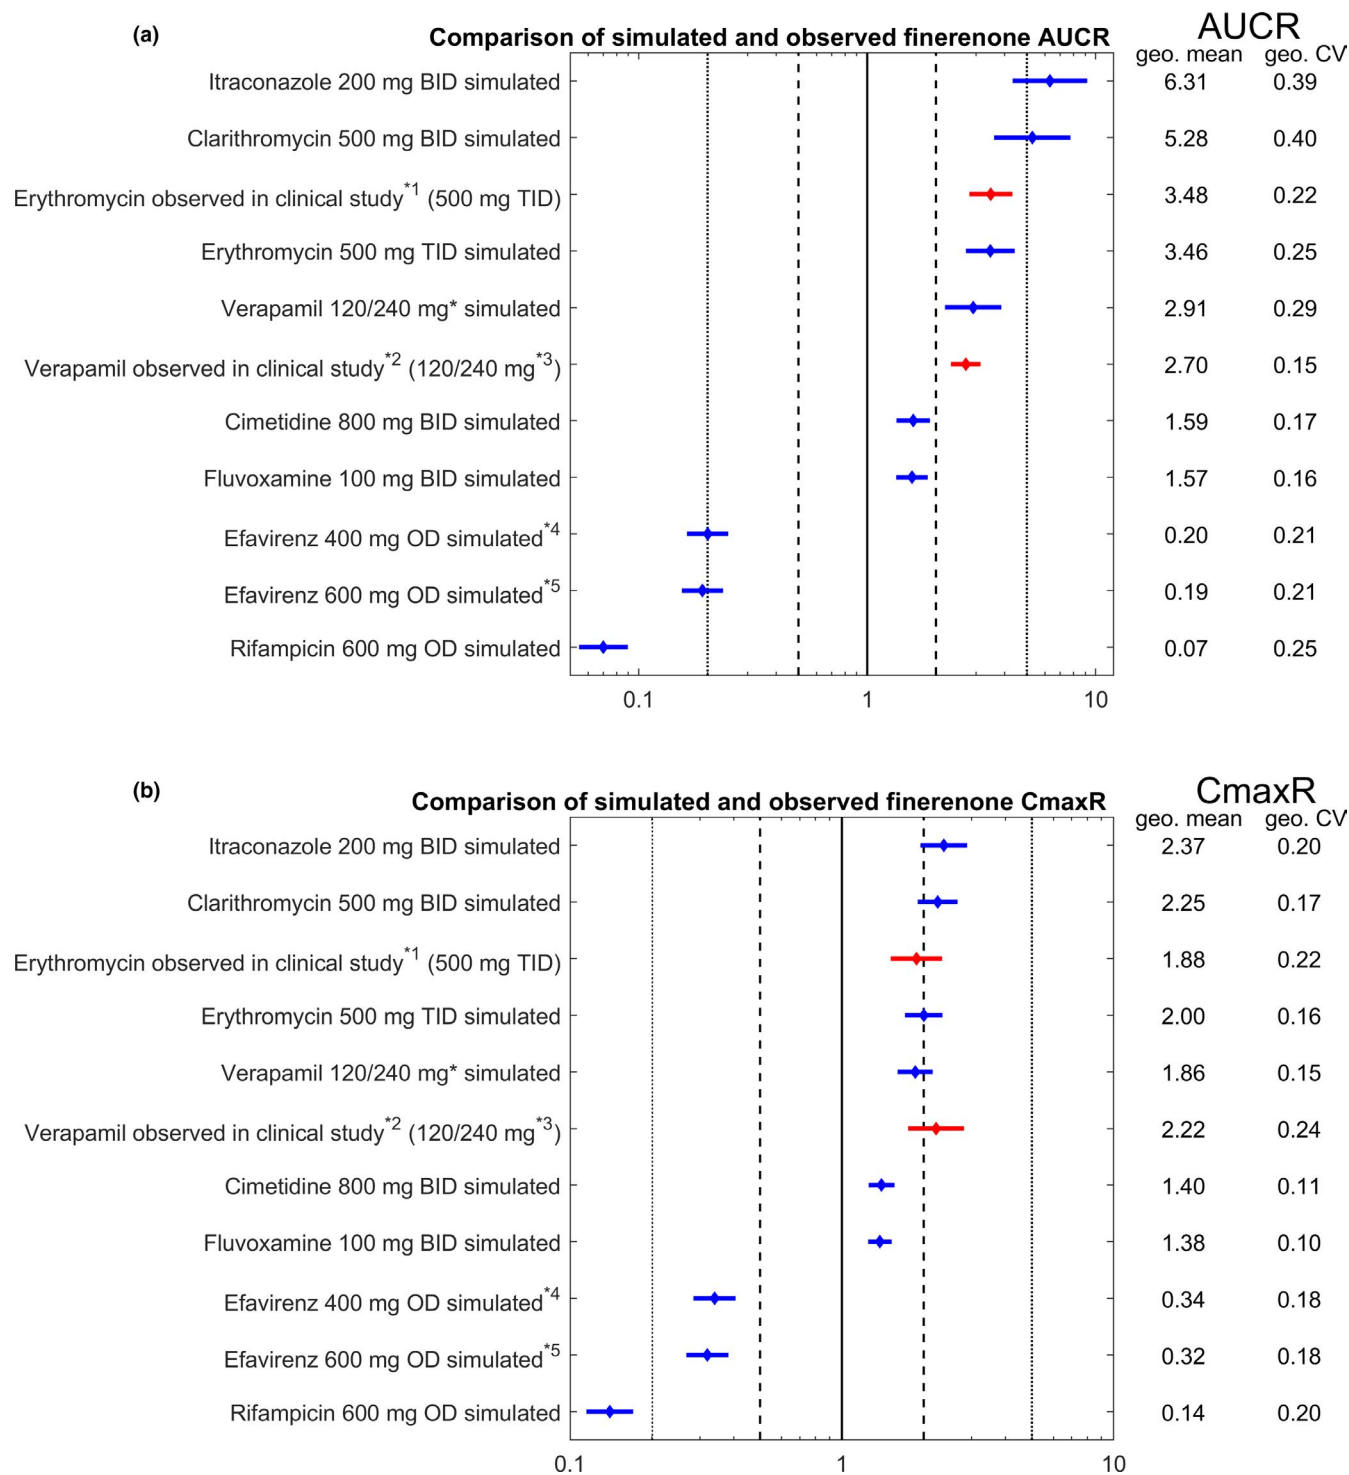 (a)
Comparison of simulated and observed finerenone AUCR
AUCR
geo. mean geo. CV
Itraconazole 200 mg BID simulated 6.31 0.39
Clarithromycin 500 mg BID simulated 5.28 0.40
Erythromycin observed in clinical study*1 (500 mg TID) 3.48 0.22
Erythromycin 500 mg TID simulated 3.46 0.25
Verapamil 120/240 mg* simulated 2.91 0.29
Verapamil observed in clinical study*2 (120/240 mg*3) 2.70 0.15
Cimetidine 800 mg BID simulated 1.59 0.17
Fluvoxamine 100 mg BID simulated 1.57 0.16
Efavirenz 400 mg OD simulated*4 0.20 0.21
Efavirenz 600 mg OD simulated*5 0.19 0.21
Rifampicin 600 mg OD simulated 0.07 0.25
0.1 1 10
(b)
Comparison of simulated and observed finerenone CmaxR
CmaxR
geo. mean geo. CV
Itraconazole 200 mg BID simulated 2.37 0.20
Clarithromycin 500 mg BID simulated 2.25 0.17
Erythromycin observed in clinical study*1 (500 mg TID) 1.88 0.22
Erythromycin 500 mg TID simulated 2.00 0.16
Verapamil 120/240 mg* simulated 1.86 0.15
Verapamil observed in clinical study*2 (120/240 mg*3) 2.22 0.24
Cimetidine 800 mg BID simulated 1.40 0.11
Fluvoxamine 100 mg BID simulated 1.38 0.10
Efavirenz 400 mg OD simulated*4 0.34 0.18
Efavirenz 600 mg OD simulated*5 0.32 0.18
Rifampicin 600 mg OD simulated 0.14 0.20
0.1 1 10